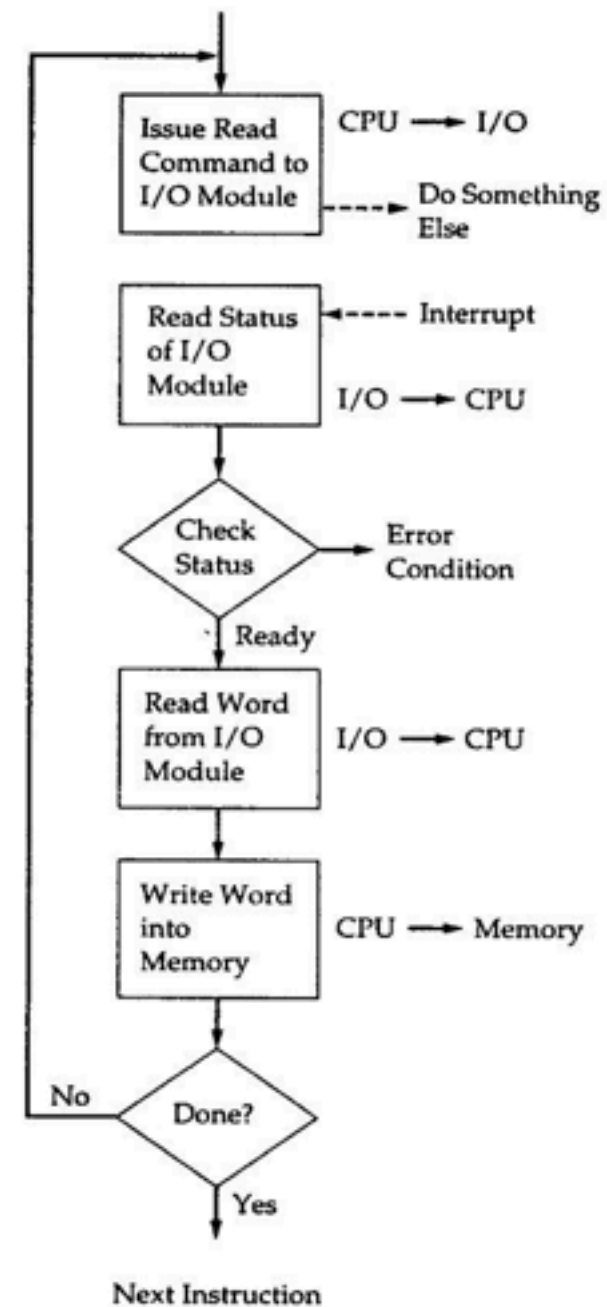 Issue Read
Command to
I/O Module
CPU → I/O
Do Something
Else
Read Status
of I/O
Module
Interrupt
I/O → CPU
Check
Status
Error
Condition
Ready
Read Word
from I/O
Module
I/O → CPU
Write Word
into
Memory
CPU → Memory
Done?
No
Yes
Next Instruction